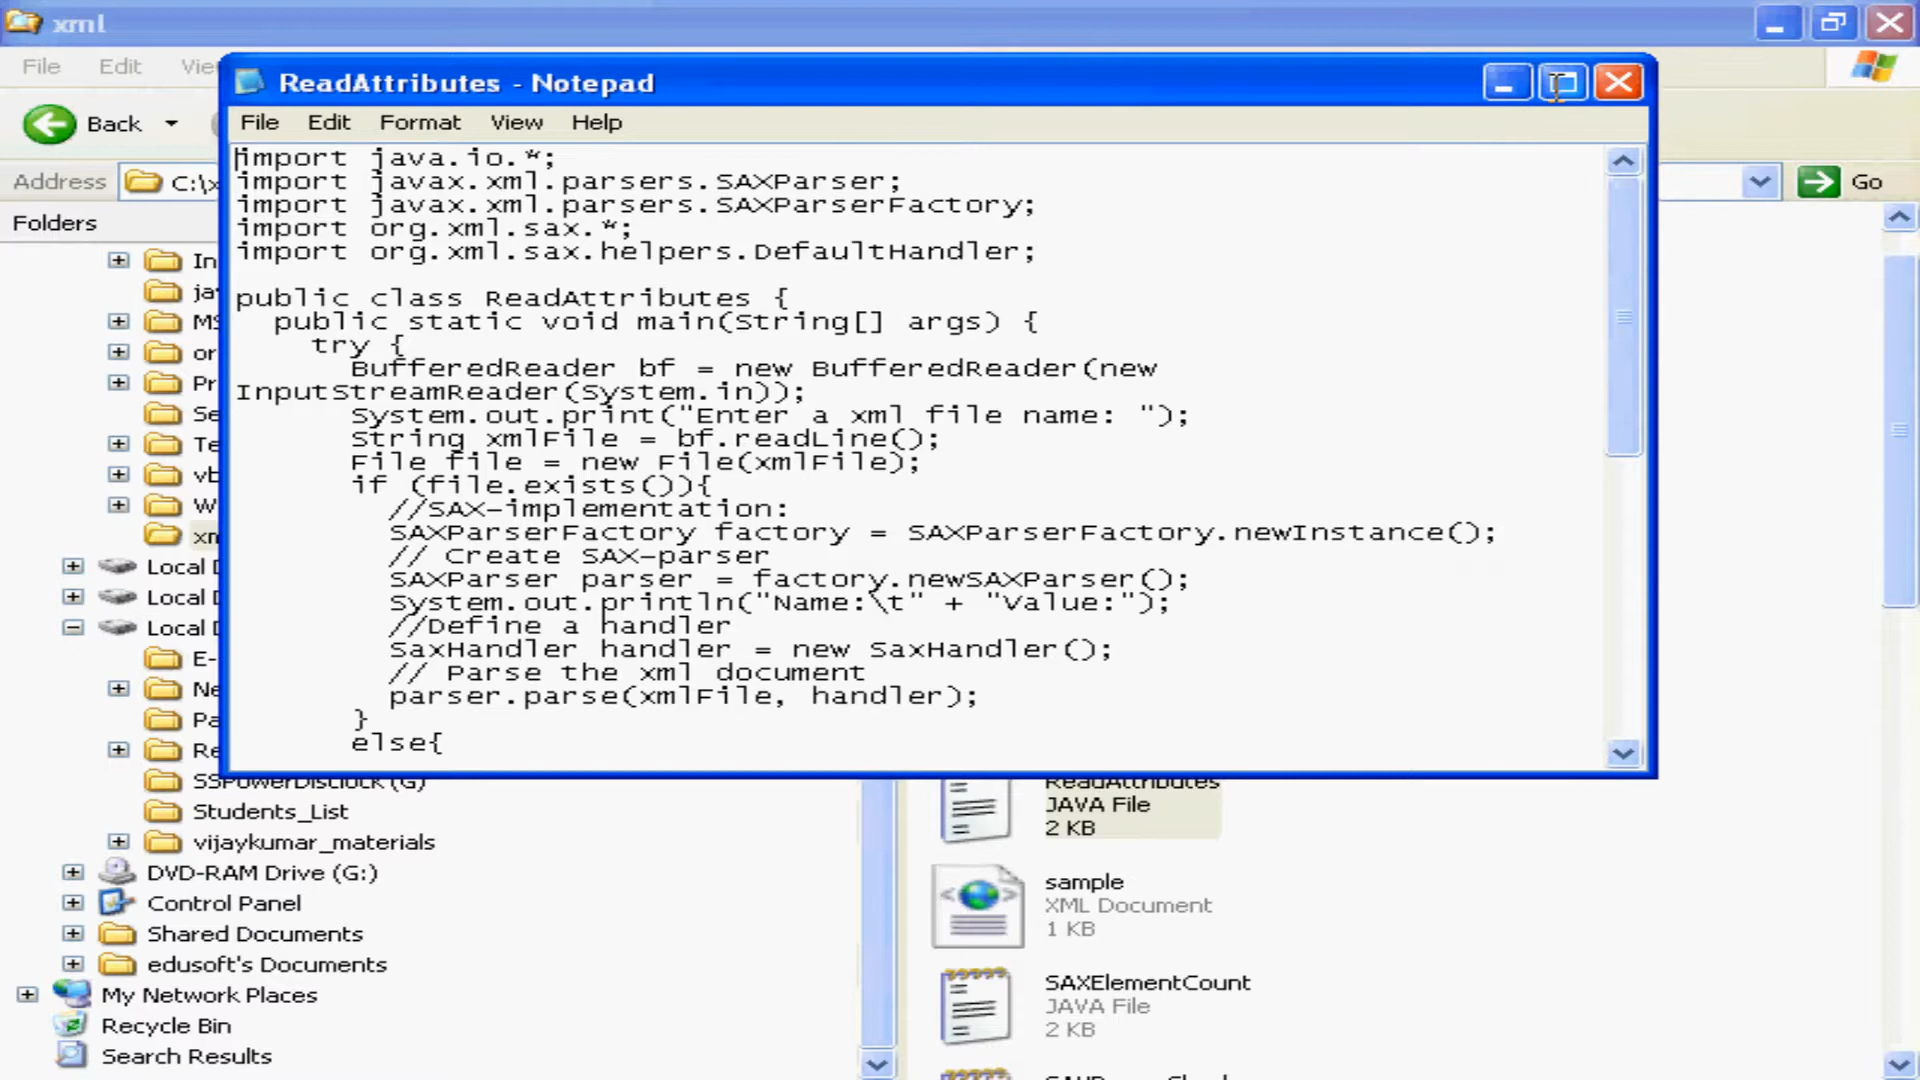 xml
File Edit
Back
Address C:\x
Go
Folders
ReadAttributes - Notepad
File Edit Format View Help
import java.io.*;
import javax.xml.parsers.SAXParser;
import javax.xml.parsers.SAXParserFactory;
import org.xml.sax.*;
import org.xml.sax.helpers.DefaultHandler;
public class ReadAttributes {
public static void main(String[] args) {
try {
BufferedReader bf = new BufferedReader(new
InputStreamReader(System.in));
System.out.print("Enter a xml file name: ");
String xmlFile = bf.readLine();
File file = new File(xmlFile);
if (file.exists()){
//SAX-implementation:
SAXParserFactory factory = SAXParserFactory.newInstance();
// Create SAX-parser
SAXParser parser = factory.newSAXParser();
System.out.println("Name:\t" + "Value:");
//Define a handler
SaxHandler handler = new SaxHandler();
// Parse the xml document
parser.parse(xmlFile, handler);
}
else{
Local
Local
Local
SSPowerDistlock(G)
Students_List
vijaykumar_materials
DVD-RAM Drive (G:)
Control Panel
Shared Documents
edusoft's Documents
My Network Places
Recycle Bin
Search Results
ReadAttributes
JAVA File
2 KB
sample
XML Document
1 KB
SAXElementCount
JAVA File
2 KB